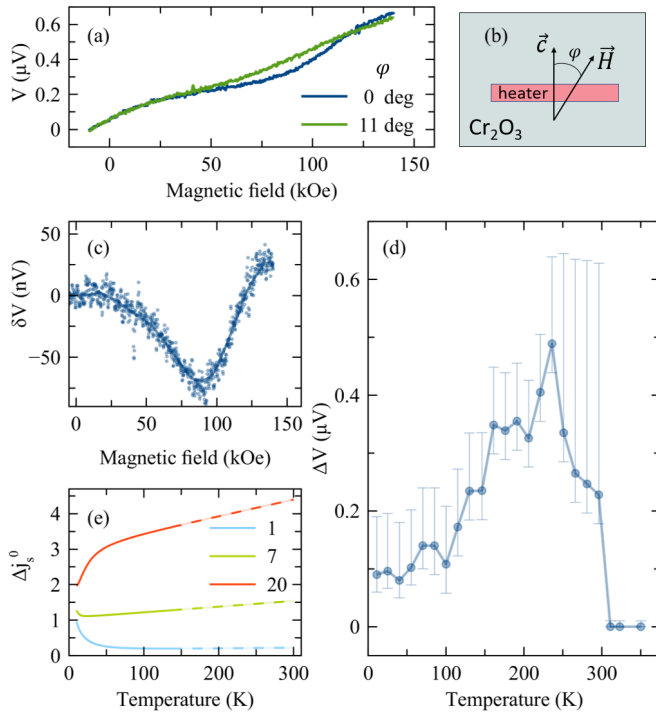 (a)
V (μV)
0.6
0.4
0.2
0
φ
0 deg
11 deg
0
50
100
150
Magnetic field (kOe)
(b)
c
φ
H
heater
Cr2O3
(c)
δV (nV)
50
0
−50
0
50
100
150
Magnetic field (kOe)
(d)
ΔV (μV)
0.6
0.4
0.2
0
0
100
200
300
Temperature (K)
(e)
Δjs0
4
3
2
1
0
1
7
20
0
100
200
300
Temperature (K)